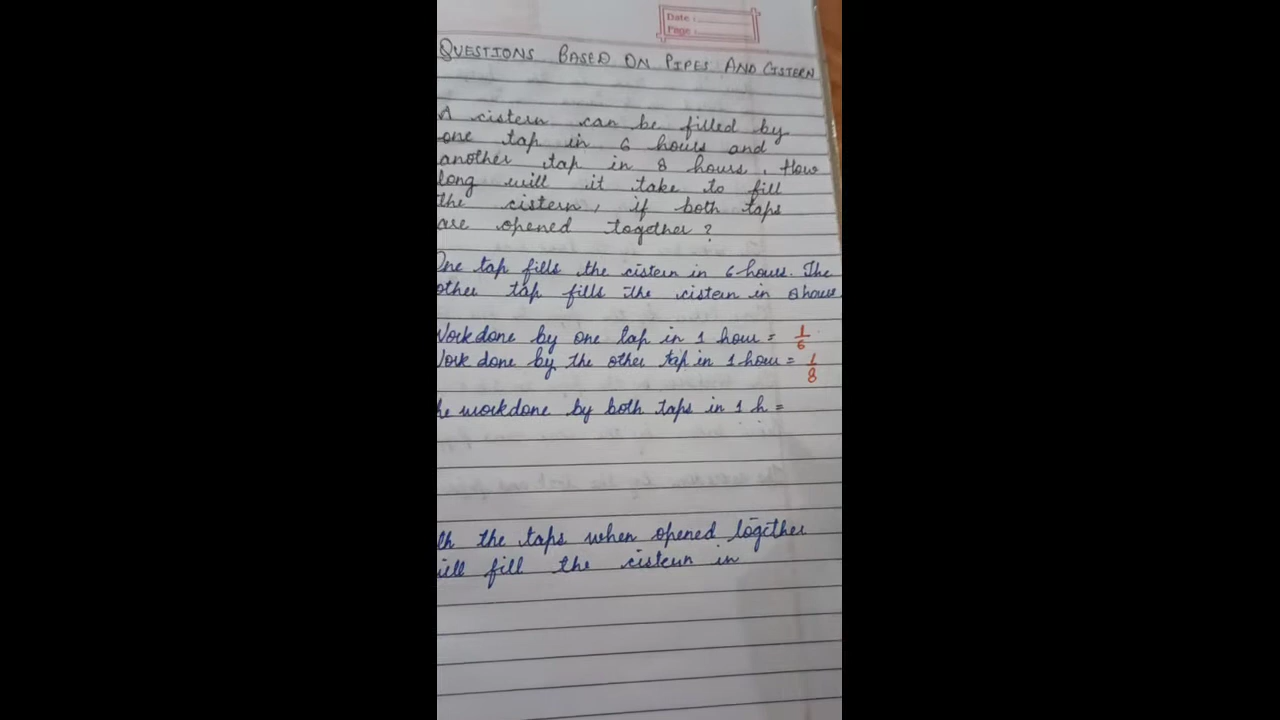 Date :
Page :
QUESTIONS BASED ON PIPES AND CISTERN
A cistern can be filled by
one tap in 6 hours and
another tap in 8 hours. How
long will it take to fill
the cistern, if both taps
are opened together?
One tap fills the cistern in 6 hours. The
other tap fills the cistern in 8 hours.
Work done by one tap in 1 hour = 1/6
Work done by the other tap in 1 hour = 1/8
he work done by both taps in 1 h =
th the taps when opened together
ill fill the cistern in